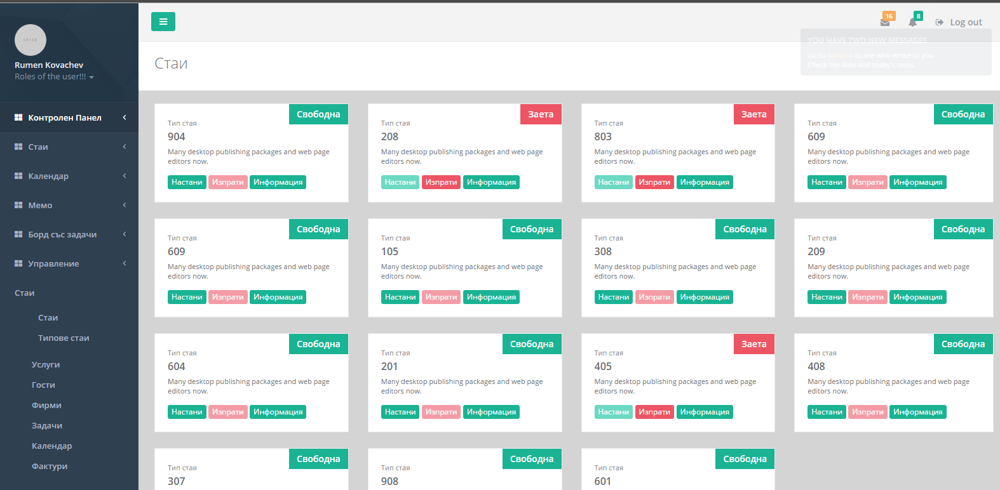 16
8
Log out
YOU HAVE TWO NEW MESSAGES
Go to Mailbox to see who wrote to you.
Check the date and today's tasks.
Rumen Kovachev
Roles of the user!!!
Контролен Панел
Стаи
Календар
Мемо
Борд със задачи
Управление
Стаи
Стаи
Типове стаи
Услуги
Гости
Фирми
Задачи
Календар
Фактури
Стаи
Свободна
Тип стая
904
Many desktop publishing packages and web page
editors now.
Настани Изпрати Информация
Заета
Тип стая
208
Many desktop publishing packages and web page
editors now.
Настани Изпрати Информация
Заета
Тип стая
803
Many desktop publishing packages and web page
editors now.
Настани Изпрати Информация
Свободна
Тип стая
609
Many desktop publishing packages and web page
editors now.
Настани Изпрати Информация
Свободна
Тип стая
609
Many desktop publishing packages and web page
editors now.
Настани Изпрати Информация
Свободна
Тип стая
105
Many desktop publishing packages and web page
editors now.
Настани Изпрати Информация
Свободна
Тип стая
308
Many desktop publishing packages and web page
editors now.
Настани Изпрати Информация
Свободна
Тип стая
209
Many desktop publishing packages and web page
editors now.
Настани Изпрати Информация
Свободна
Тип стая
604
Many desktop publishing packages and web page
editors now.
Настани Изпрати Информация
Свободна
Тип стая
201
Many desktop publishing packages and web page
editors now.
Настани Изпрати Информация
Заета
Тип стая
405
Many desktop publishing packages and web page
editors now.
Настани Изпрати Информация
Свободна
Тип стая
408
Many desktop publishing packages and web page
editors now.
Настани Изпрати Информация
Свободна
Тип стая
307
Свободна
Тип стая
908
Свободна
Тип стая
601